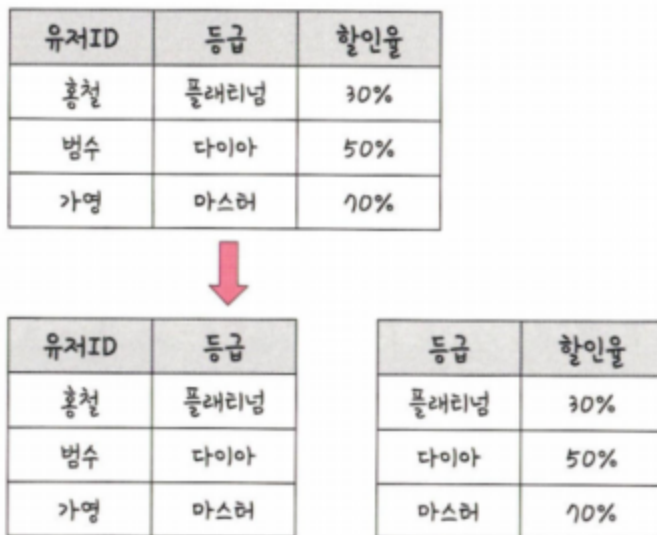 유저ID 등급 할인율
홍철 플래티넘 30%
범수 다이아 50%
가영 마스터 70%
유저ID 등급
홍철 플래티넘
범수 다이아
가영 마스터
등급 할인율
플래티넘 30%
다이아 50%
마스터 70%